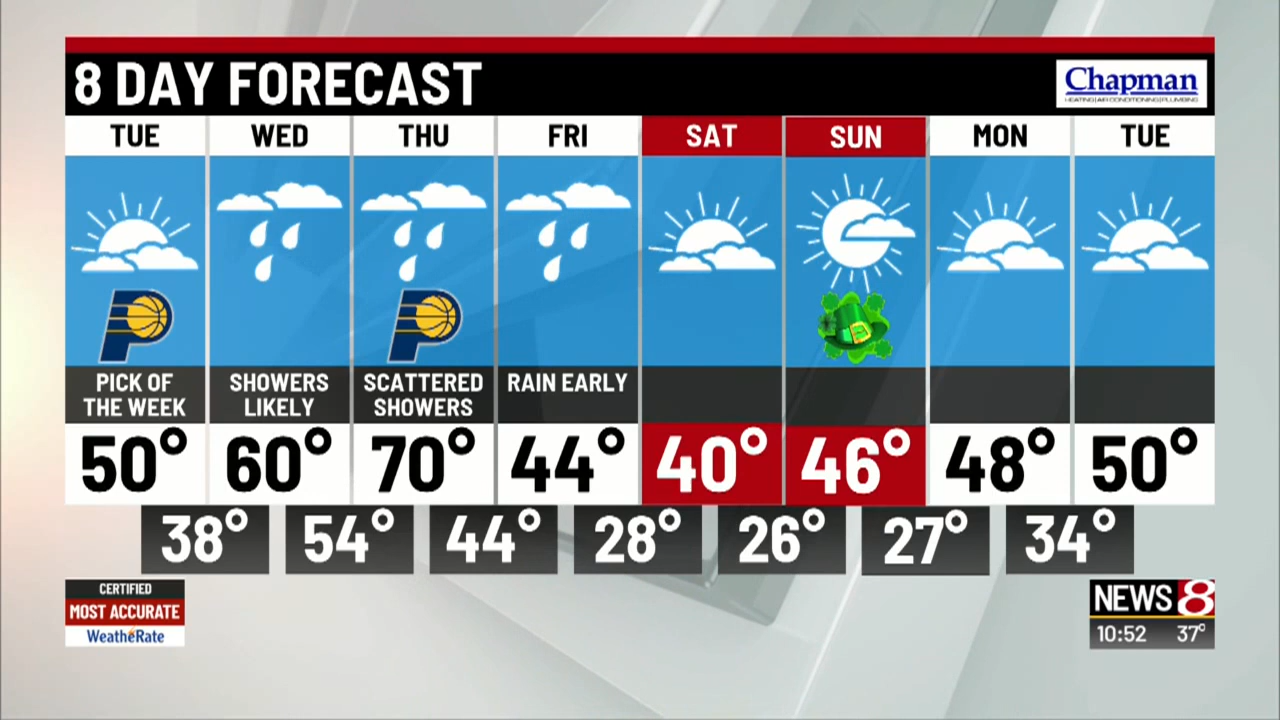 8 DAY FORECAST
Chapman
HEATING|AIR CONDITIONING|PLUMBING
TUE WED THU FRI SAT SUN MON TUE
PICK OF THE WEEK
SHOWERS LIKELY
SCATTERED SHOWERS
RAIN EARLY
50° 60° 70° 44° 40° 46° 48° 50°
38° 54° 44° 28° 26° 27° 34°
CERTIFIED
MOST ACCURATE
WeatheRate
NEWS 8
10:52 37°